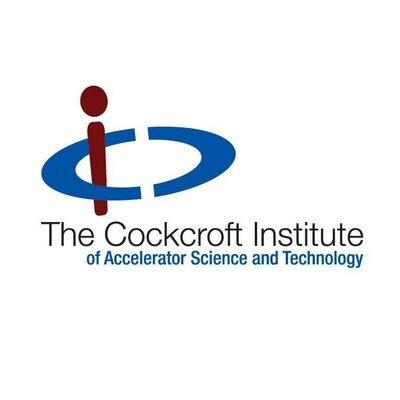 The Cockcroft Institute
of Accelerator Science and Technology